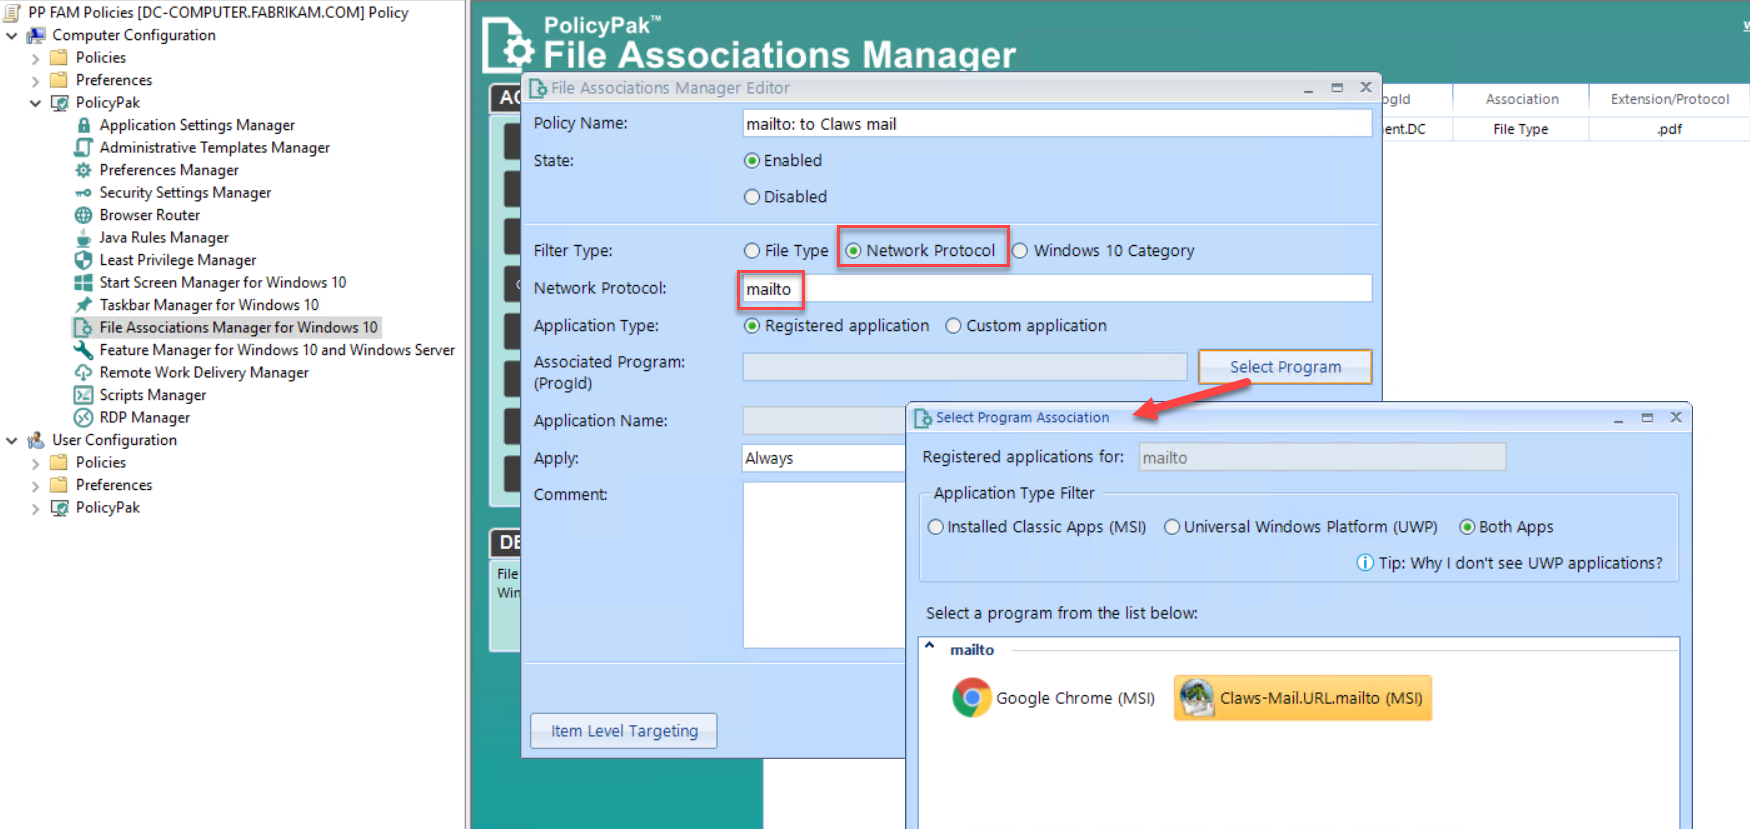 PP FAM Policies [DC-COMPUTER.FABRIKAM.COM] Policy
Computer Configuration
Policies
Preferences
PolicyPak
Application Settings Manager
Administrative Templates Manager
Preferences Manager
Security Settings Manager
Browser Router
Java Rules Manager
Least Privilege Manager
Start Screen Manager for Windows 10
Taskbar Manager for Windows 10
File Associations Manager for Windows 10
Feature Manager for Windows 10 and Windows Server
Remote Work Delivery Manager
Scripts Manager
RDP Manager
User Configuration
Policies
Preferences
PolicyPak
PolicyPak™
File Associations Manager
Association Extension/Protocol
File Type .pdf
File
File Associations Manager Editor
Policy Name: mailto: to Claws mail
State: Enabled
Disabled
Filter Type: File Type Network Protocol Windows 10 Category
Network Protocol: mailto
Application Type: Registered application Custom application
Associated Program: Select Program
(ProgId)
Application Name:
Apply: Always
Comment:
Item Level Targeting
Select Program Association
Registered applications for: mailto
Application Type Filter
Installed Classic Apps (MSI) Universal Windows Platform (UWP) Both Apps
Tip: Why I don't see UWP applications?
Select a program from the list below:
mailto
Google Chrome (MSI) Claws-Mail.URL.mailto (MSI)